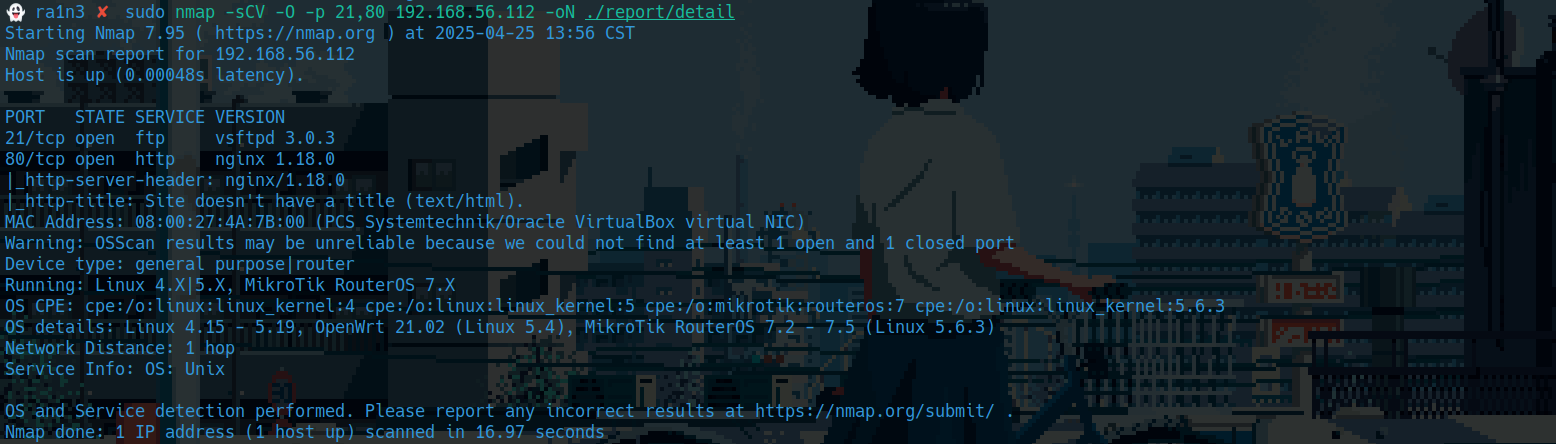 ra1n3 ✘ sudo nmap -sCV -O -p 21,80 192.168.56.112 -oN ./report/detail
Starting Nmap 7.95 ( https://nmap.org ) at 2025-04-25 13:56 CST
Nmap scan report for 192.168.56.112
Host is up (0.00048s latency).

PORT   STATE SERVICE VERSION
21/tcp open  ftp     vsftpd 3.0.3
80/tcp open  http    nginx 1.18.0
|_http-server-header: nginx/1.18.0
|_http-title: Site doesn't have a title (text/html).
MAC Address: 08:00:27:4A:7B:00 (PCS Systemtechnik/Oracle VirtualBox virtual NIC)
Warning: OSScan results may be unreliable because we could not find at least 1 open and 1 closed port
Device type: general purpose|router
Running: Linux 4.X|5.X, MikroTik RouterOS 7.X
OS CPE: cpe:/o:linux:linux_kernel:4 cpe:/o:linux:linux_kernel:5 cpe:/o:mikrotik:routeros:7 cpe:/o:linux:linux_kernel:5.6.3
OS details: Linux 4.15 - 5.19, OpenWrt 21.02 (Linux 5.4), MikroTik RouterOS 7.2 - 7.5 (Linux 5.6.3)
Network Distance: 1 hop
Service Info: OS: Unix

OS and Service detection performed. Please report any incorrect results at https://nmap.org/submit/ .
Nmap done: 1 IP address (1 host up) scanned in 16.97 seconds